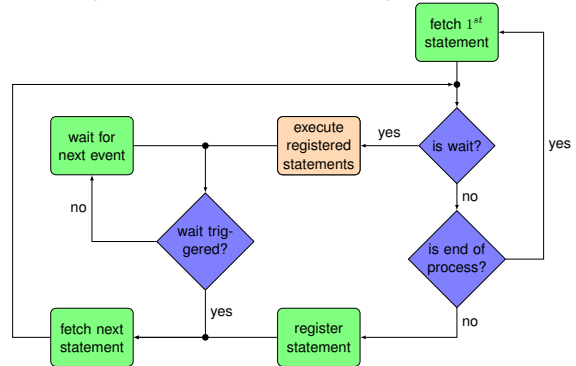 fetch 1st
statement
wait for
next event
execute
registered
statements
yes
is wait?
yes
no
no
wait trig-
gered?
is end of
process?
yes
no
fetch next
statement
register
statement